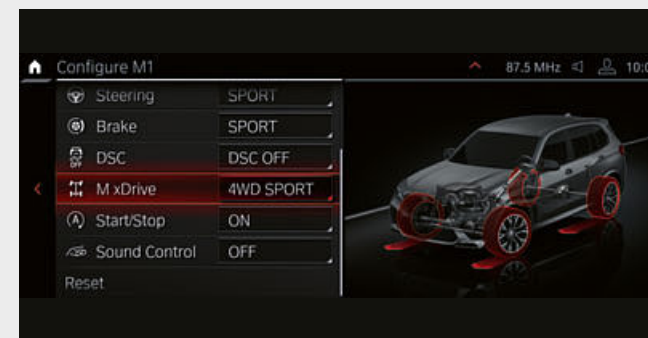 Configure M1
87.5 MHz
Steering SPORT
Brake SPORT
DSC DSC OFF
M xDrive 4WD SPORT
Start/Stop ON
Sound Control OFF
Reset